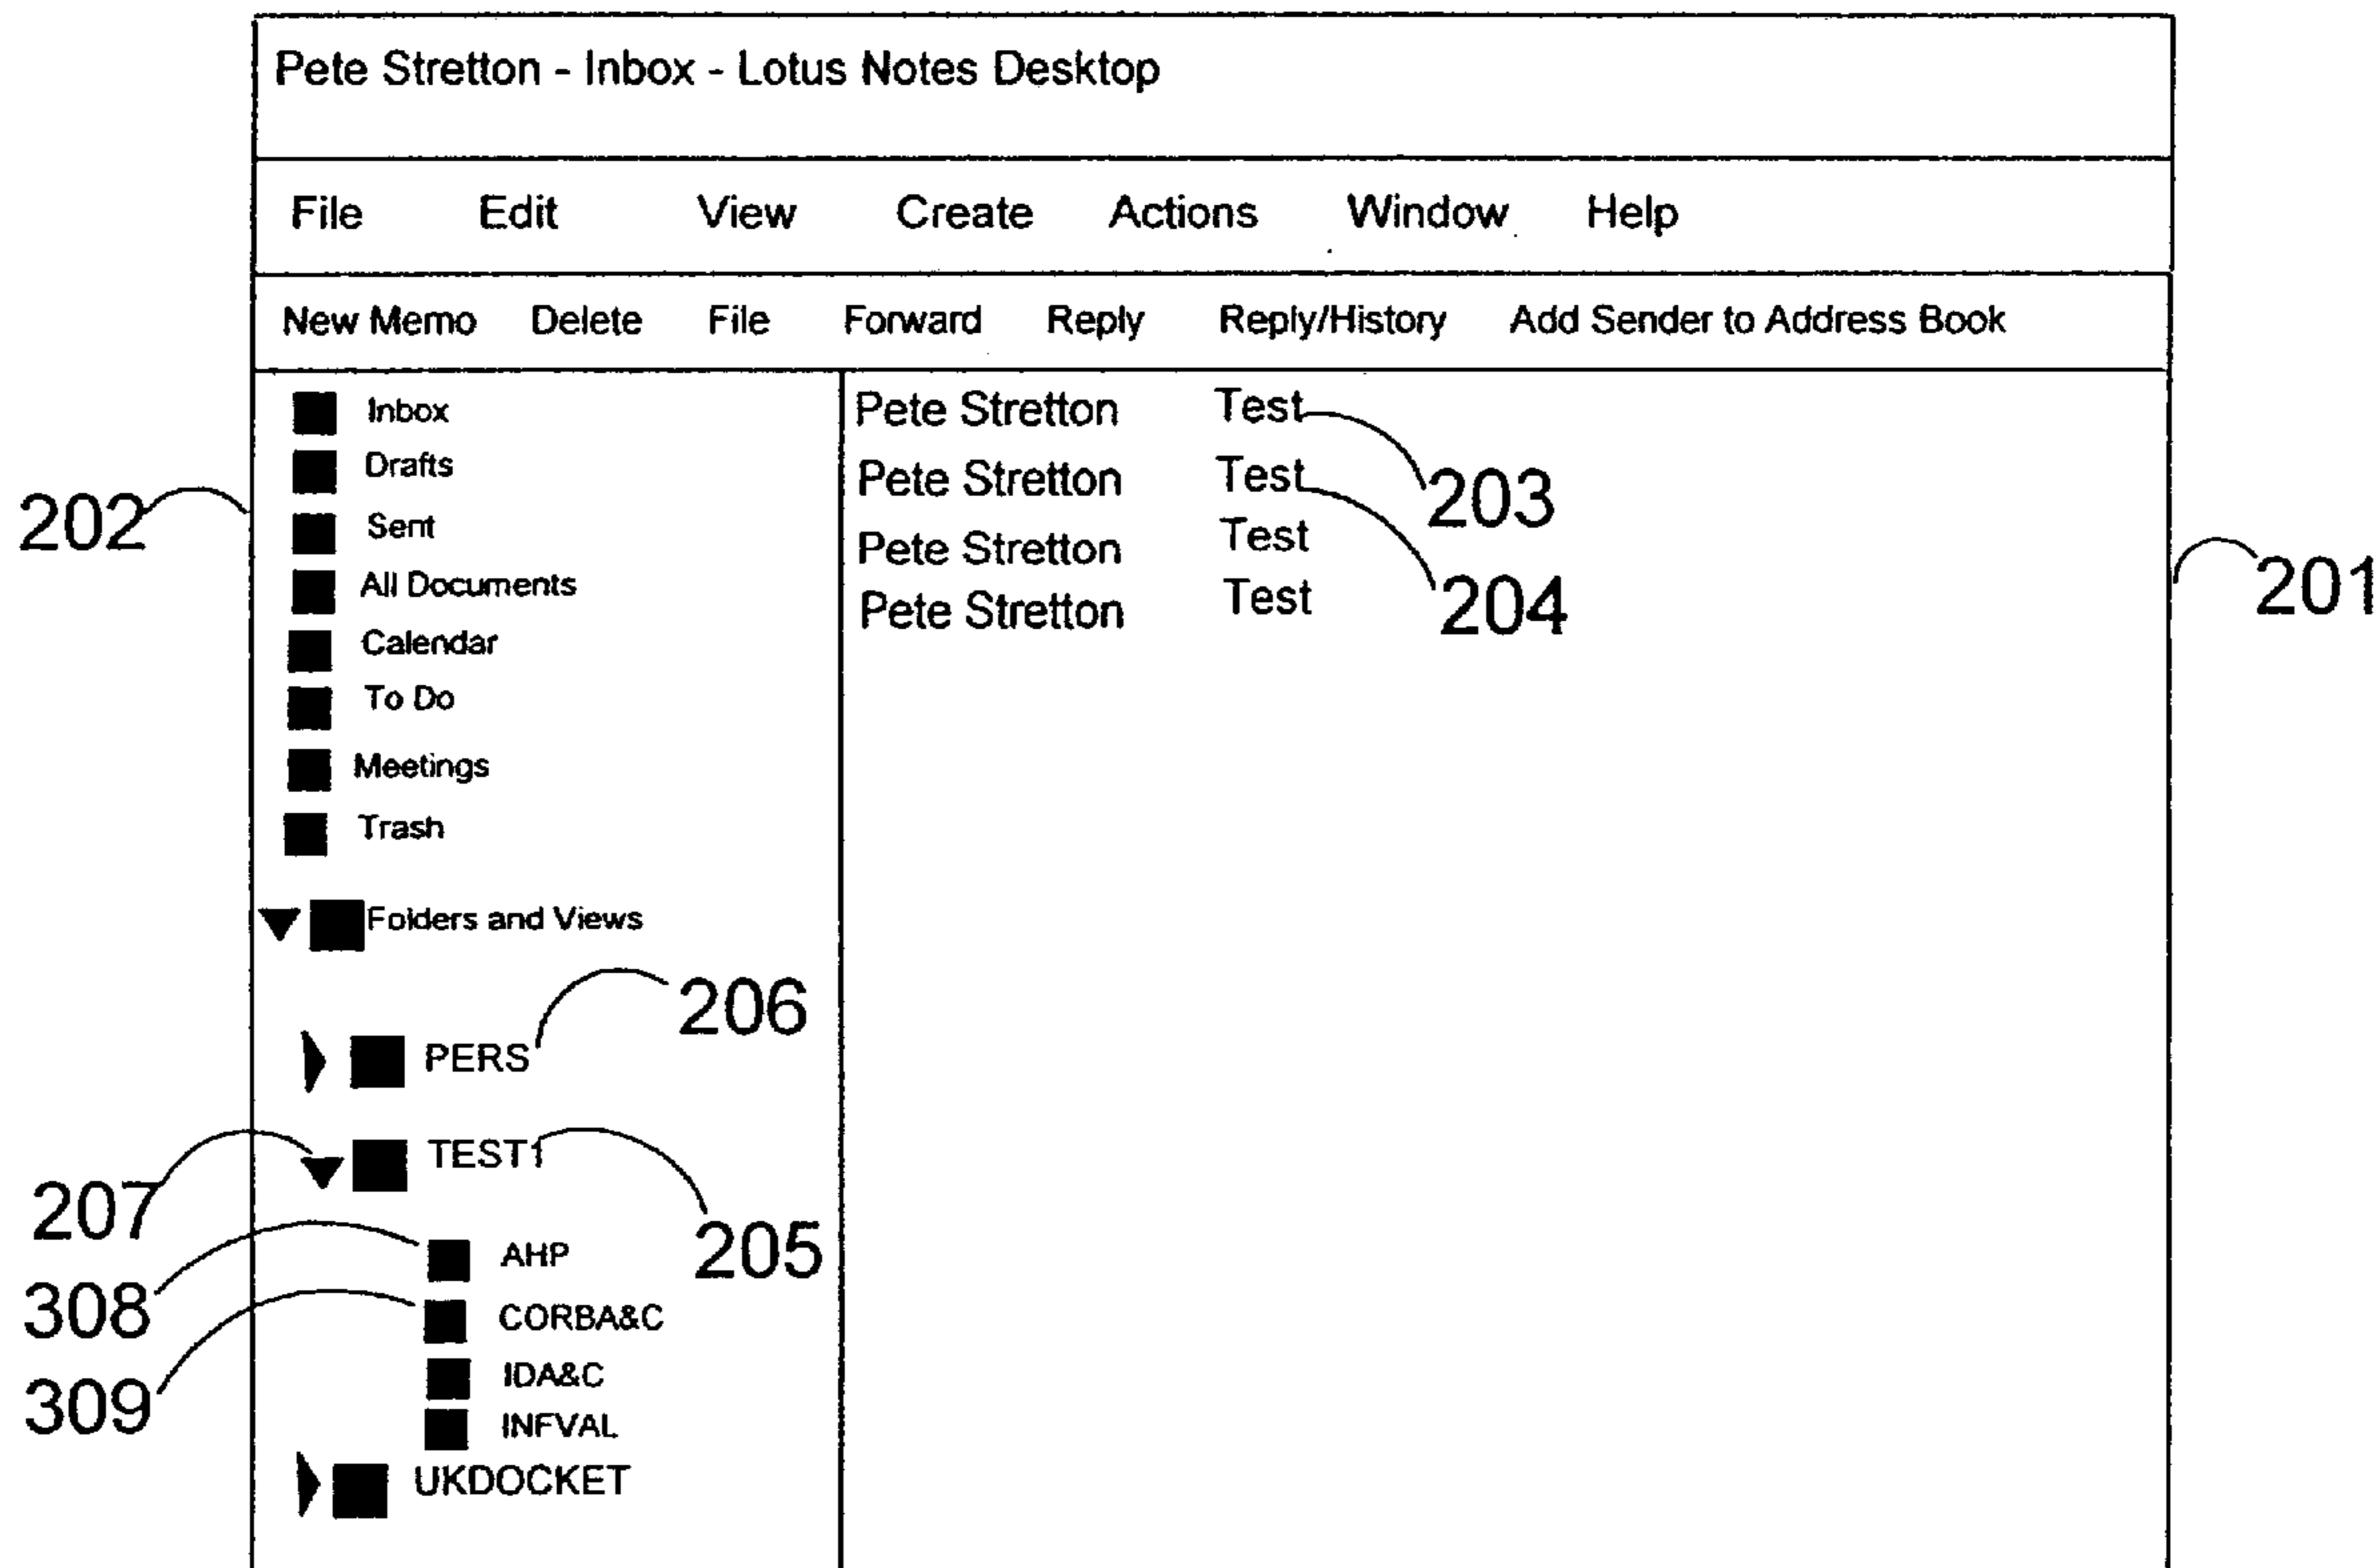 Pete Stretton - Inbox - Lotus Notes Desktop
File Edit View Create Actions Window Help
New Memo Delete File Forward Reply Reply/History Add Sender to Address Book
Inbox
Drafts
Sent
All Documents
Calendar
To Do
Meetings
Trash
Folders and Views
PERS
TEST1
AHP
CORBA&C
IDA&C
INFVAL
UKDOCKET
Pete Stretton Test
Pete Stretton Test
Pete Stretton Test
Pete Stretton Test
202
203
204
201
206
207
205
308
309